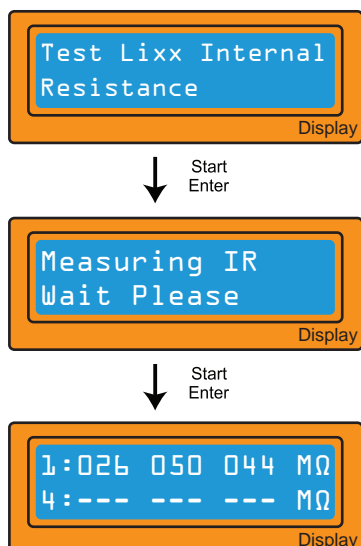 Test Lixx Internal
Resistance
Display
Start
Enter
Measuring IR
Wait Please
Display
Start
Enter
1:026 050 044 MΩ
4:--- --- --- MΩ
Display